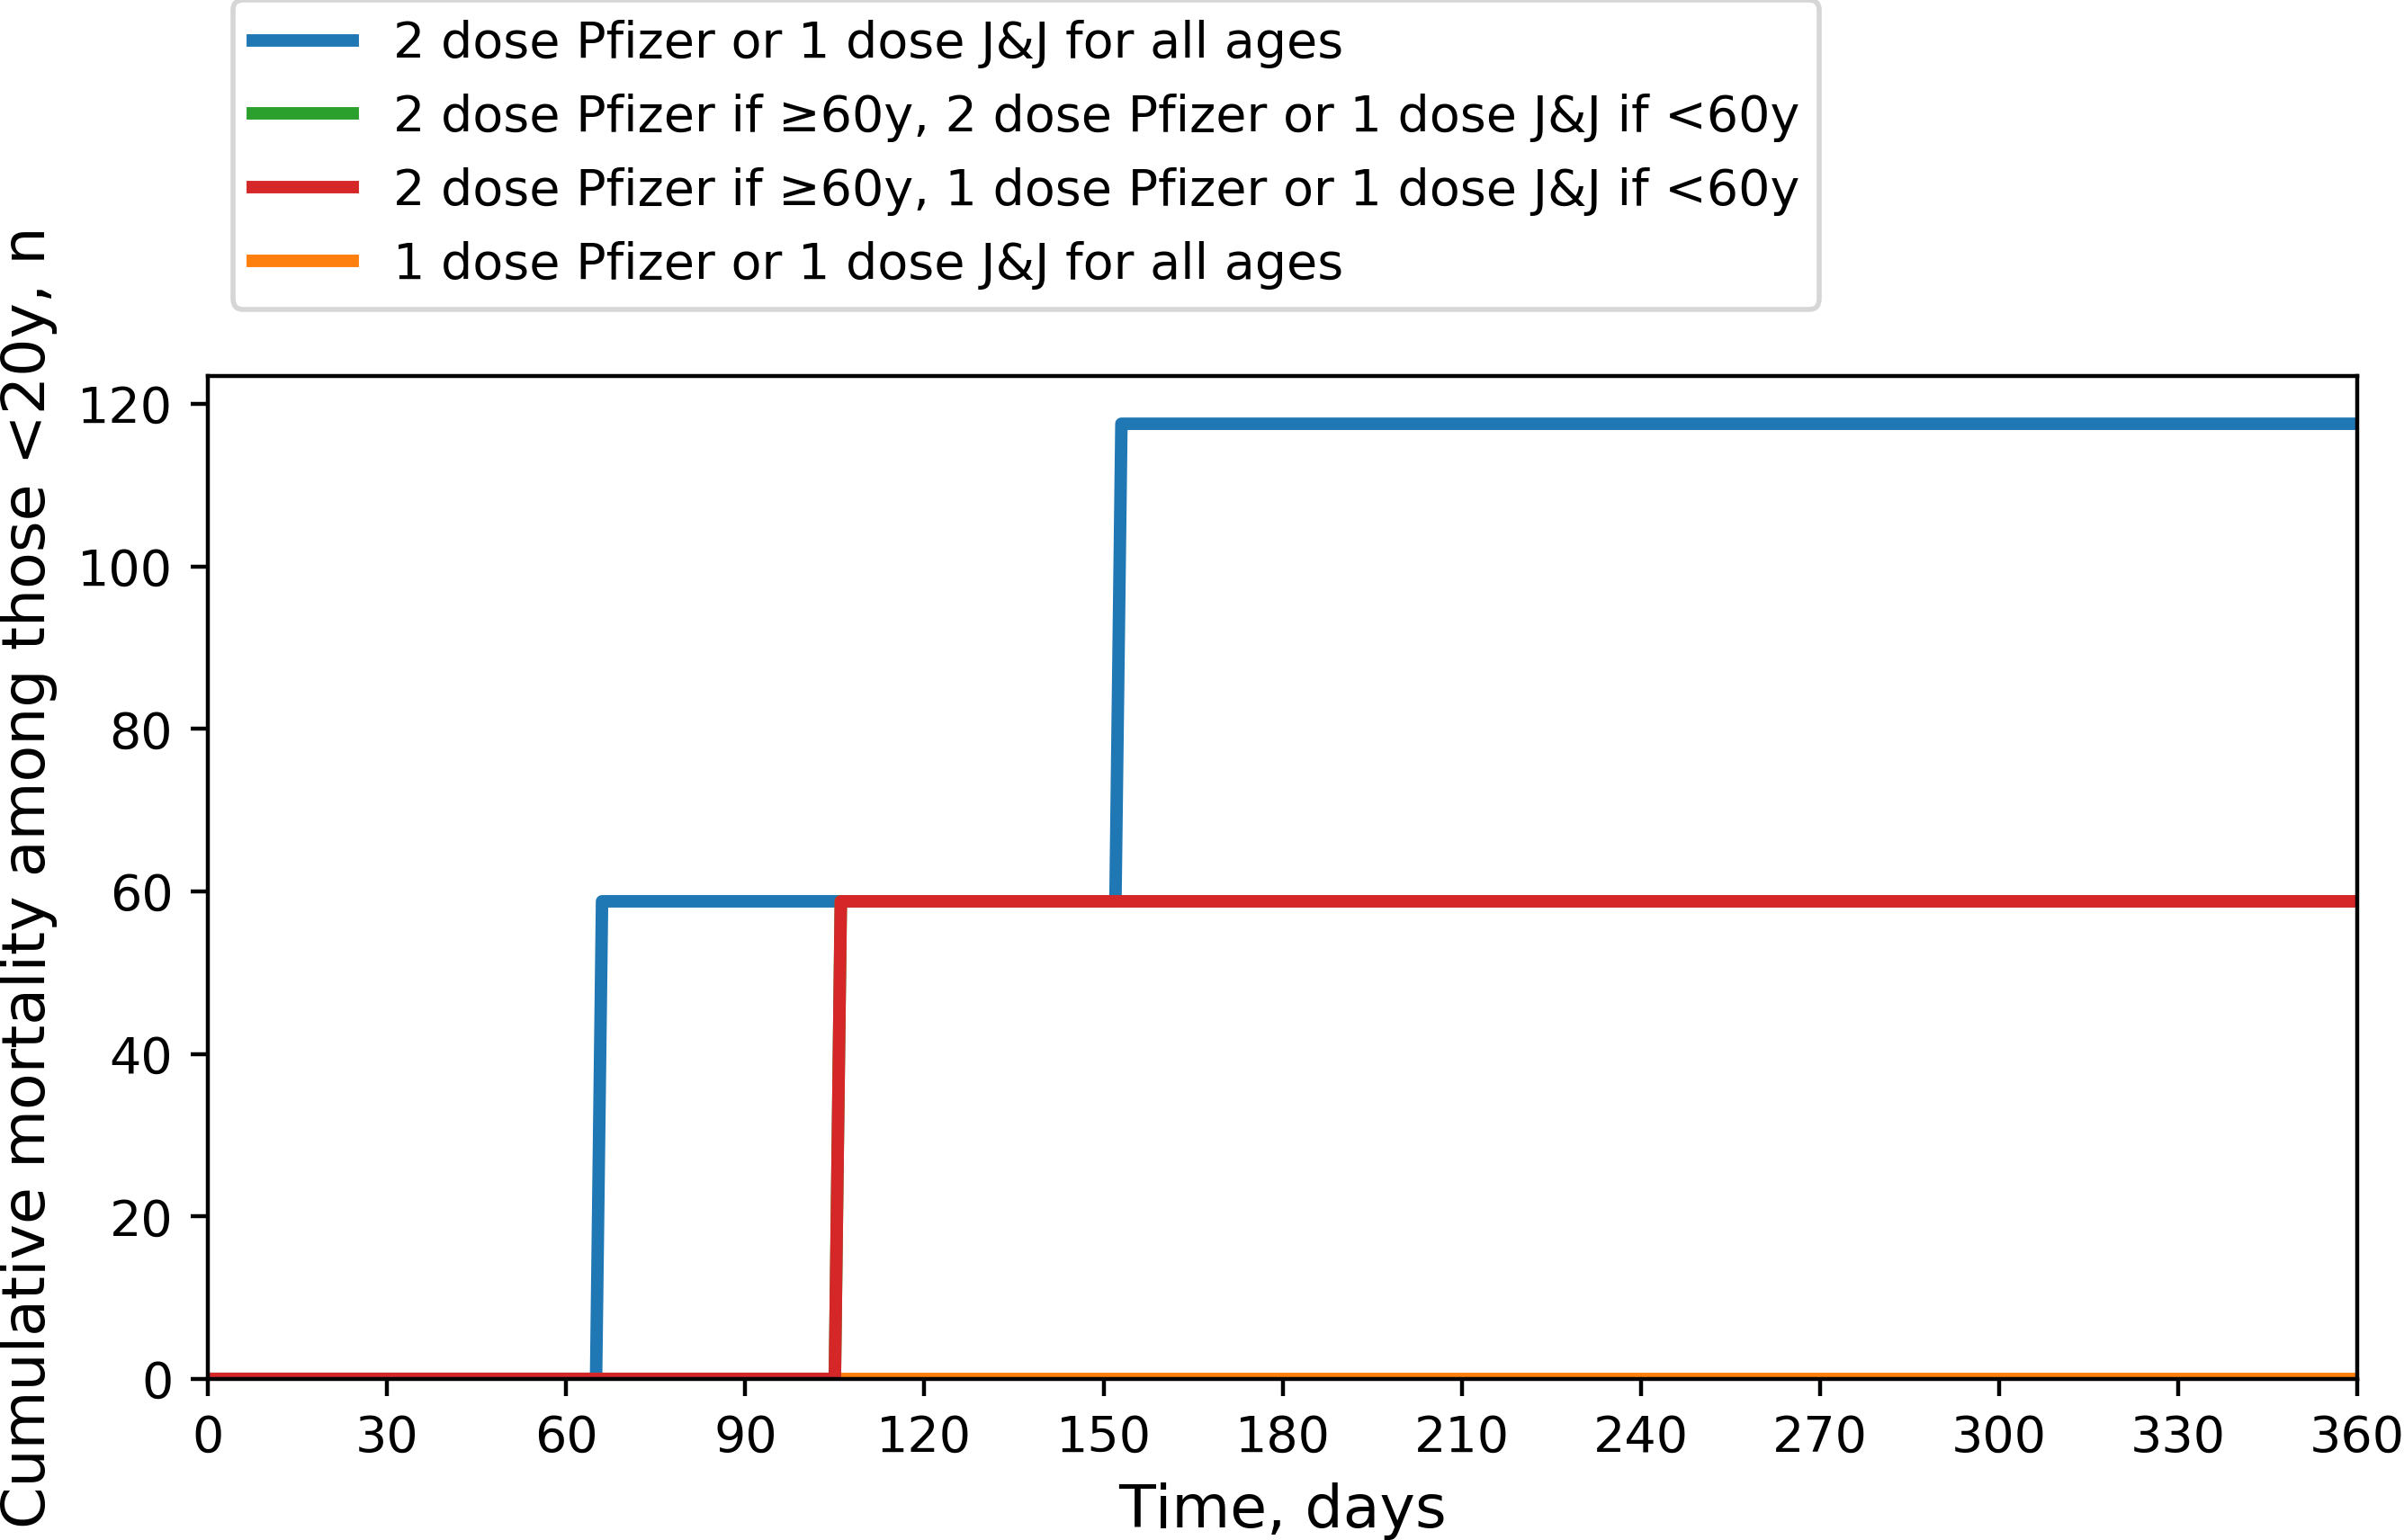 2 dose Pfizer or 1 dose J&J for all ages
2 dose Pfizer if ≥60y, 2 dose Pfizer or 1 dose J&J if <60y
2 dose Pfizer if ≥60y, 1 dose Pfizer or 1 dose J&J if <60y
1 dose Pfizer or 1 dose J&J for all ages
Cumulative mortality among those <20y, n
120
100
80
60
40
20
0
0 30 60 90 120 150 180 210 240 270 300 330 360
Time, days